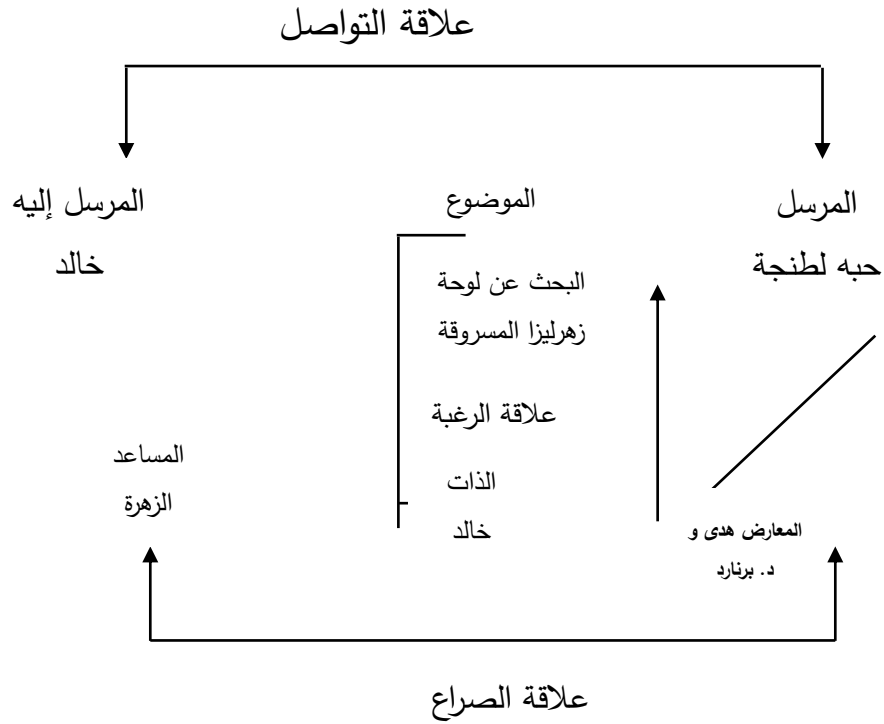 علاقة التواصل
المرسل
حبه لطنجة
الموضوع
المرسل إليه
خالد
البحث عن لوحة
زهرليزا المسروقة
علاقة الرغبة
الذات
خالد
المساعد
الزهرة
المعارض هدى و
د. برنارد
علاقة الصراع